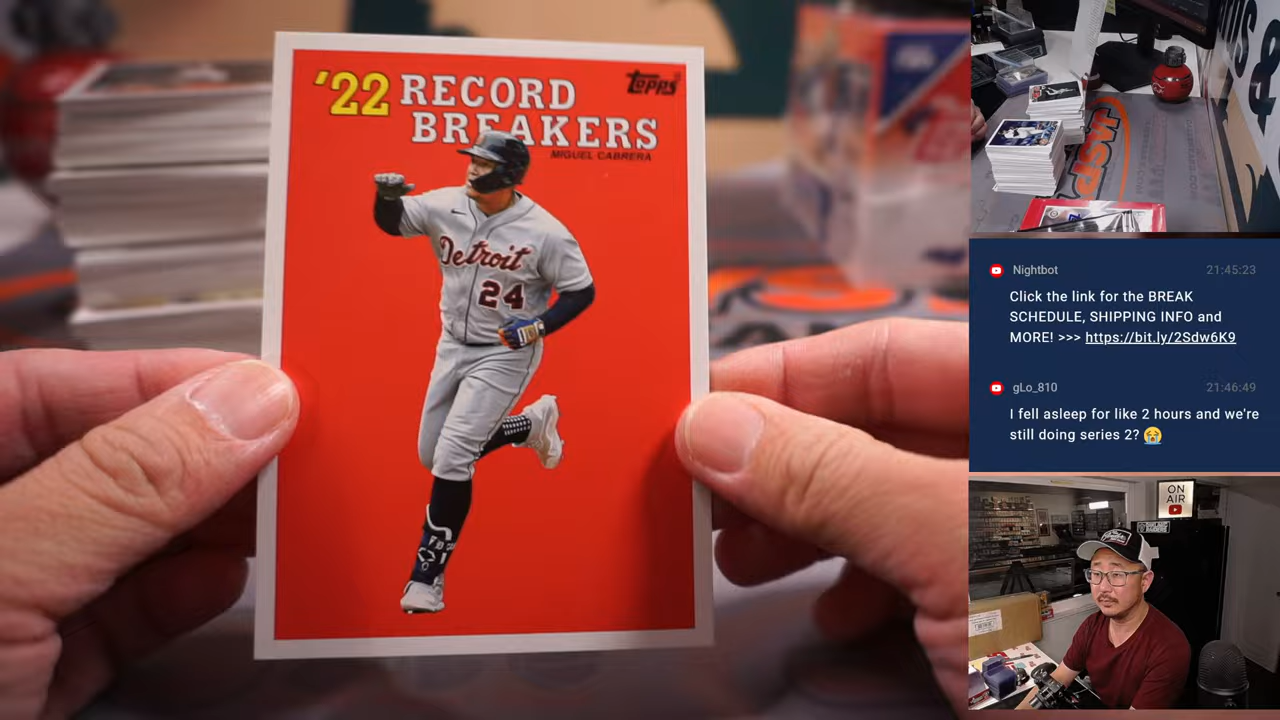 '22 RECORD
BREAKERS
Topps
MIGUEL CABRERA
Detroit
24
Nightbot
21:45:23
Click the link for the BREAK
SCHEDULE, SHIPPING INFO and
MORE! >>> https://bit.ly/2Sdw6K9
gLo_810
21:46:49
I fell asleep for like 2 hours and we're
still doing series 2? 😭
ON
AIR